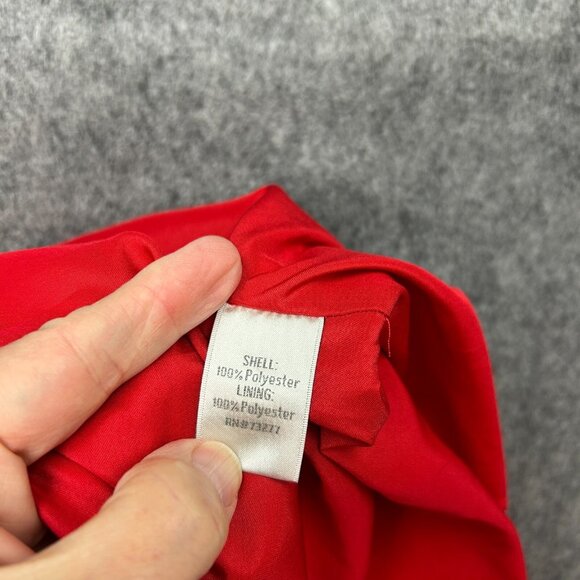 SHELL:
100% Polyester
LINING:
100% Polyester
RN# 73277